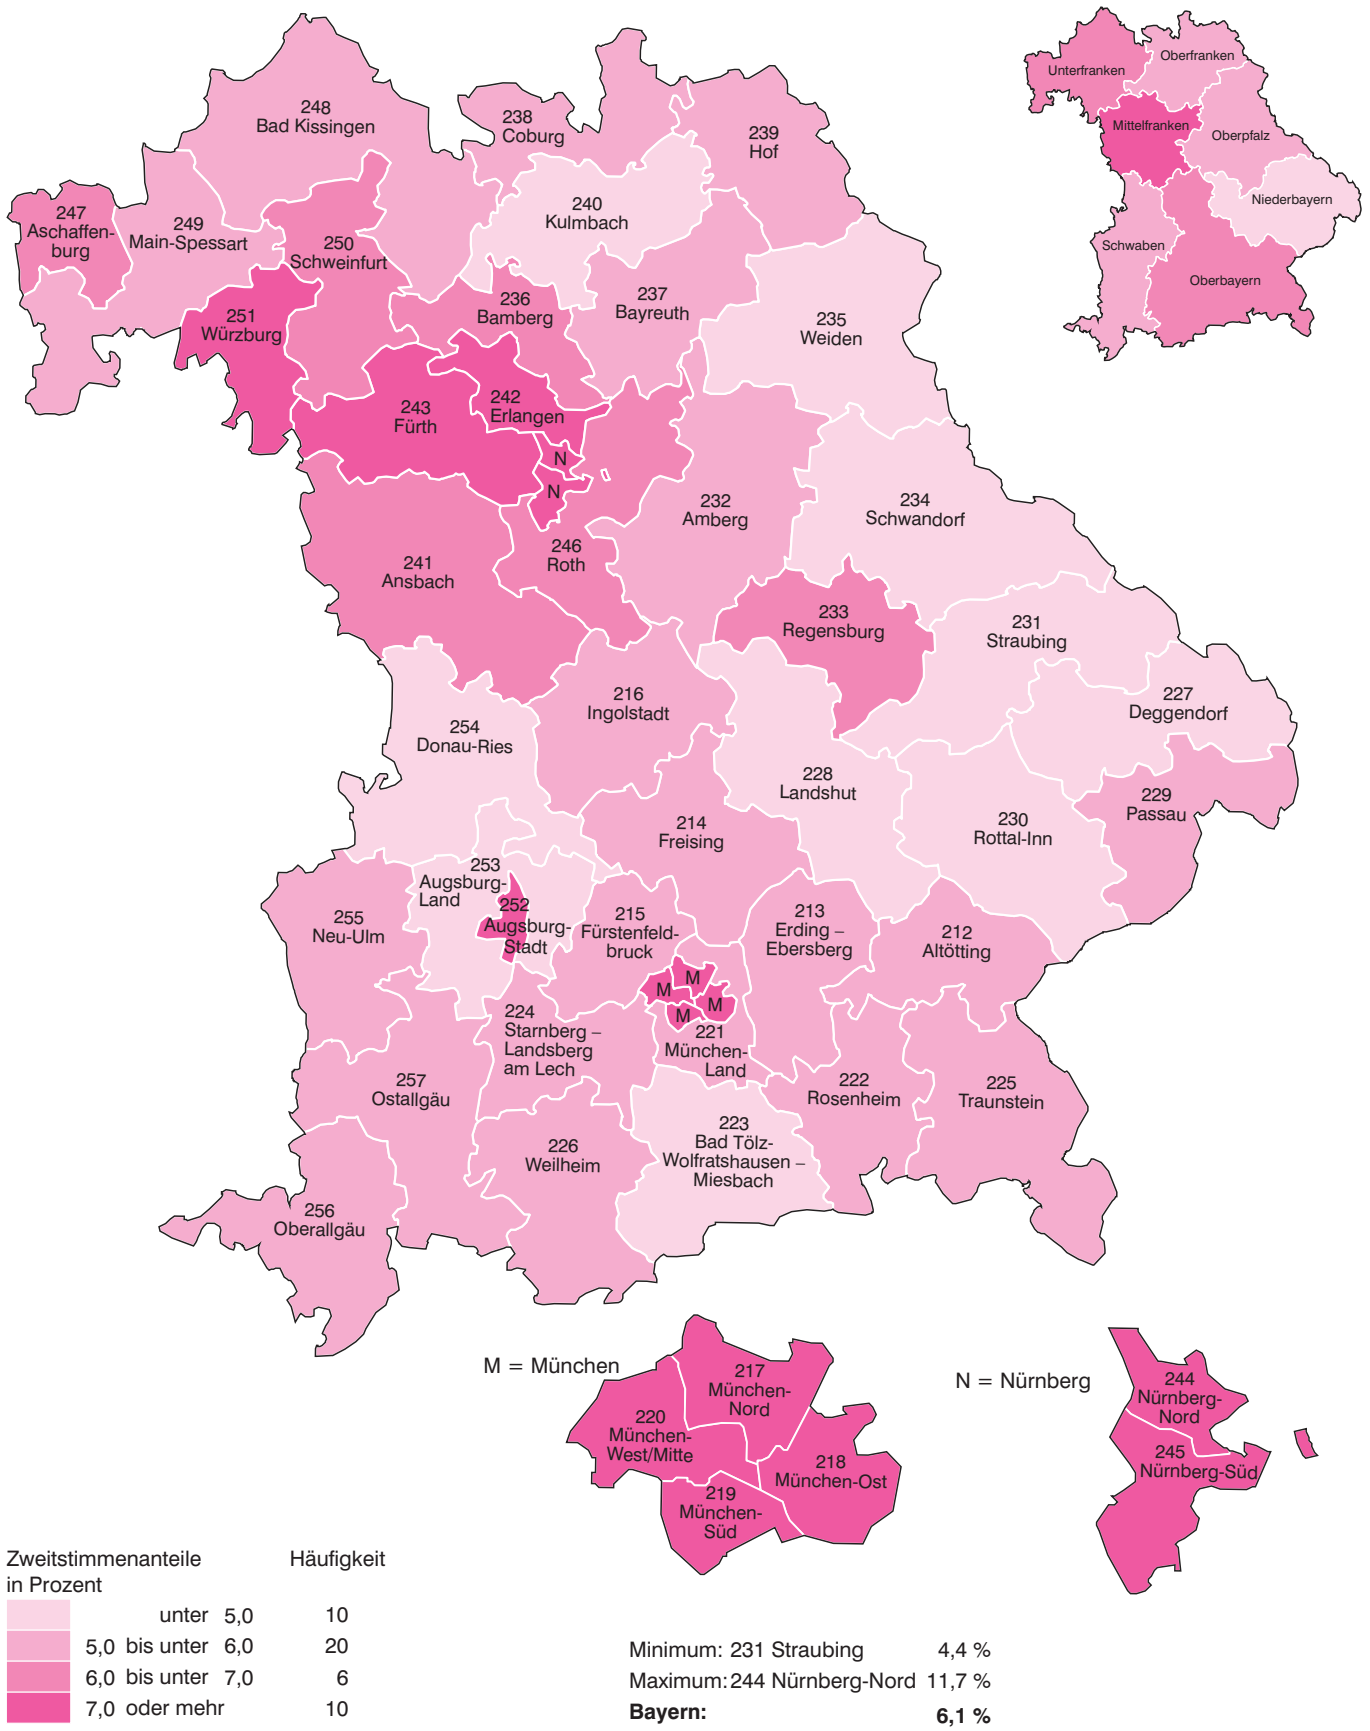 248
Bad Kissingen
238
Coburg
239
Hof
247
Aschaffen-
burg
249
Main-Spessart
250
Schweinfurt
240
Kulmbach
251
Würzburg
236
Bamberg
237
Bayreuth
235
Weiden
243
Fürth
242
Erlangen
N
N
232
Amberg
234
Schwandorf
241
Ansbach
246
Roth
233
Regensburg
231
Straubing
216
Ingolstadt
227
Deggendorf
254
Donau-Ries
228
Landshut
229
Passau
214
Freising
230
Rottal-Inn
253
Augsburg-
Land
252
Augsburg-
Stadt
255
Neu-Ulm
215
Fürstenfeld-
bruck
213
Erding –
Ebersberg
212
Altötting
M
M
M
M
224
Starnberg –
Landsberg
am Lech
221
München-
Land
257
Ostallgäu
222
Rosenheim
225
Traunstein
226
Weilheim
223
Bad Tölz-
Wolfratshausen –
Miesbach
256
Oberallgäu
Unterfranken
Oberfranken
Mittelfranken
Oberpfalz
Niederbayern
Schwaben
Oberbayern
M = München
217
München-
Nord
220
München-
West/Mitte
218
München-Ost
219
München-
Süd
N = Nürnberg
244
Nürnberg-
Nord
245
Nürnberg-Süd
Zweitstimmenanteile Häufigkeit
in Prozent
unter 5,0 10
5,0 bis unter 6,0 20
6,0 bis unter 7,0 6
7,0 oder mehr 10
Minimum: 231 Straubing 4,4 %
Maximum: 244 Nürnberg-Nord 11,7 %
Bayern: 6,1 %